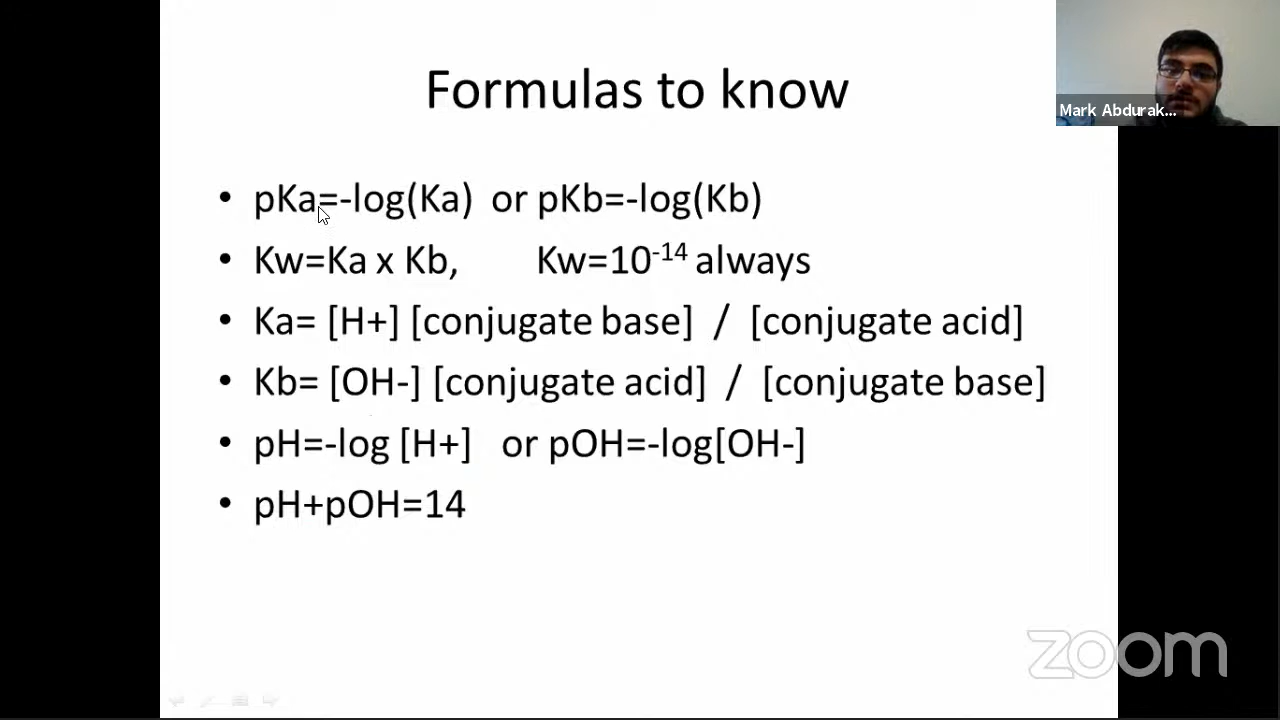 Formulas to know
Mark Abdurak...
• pKa=-log(Ka) or pKb=-log(Kb)
• Kw=Ka x Kb, Kw=10⁻¹⁴ always
• Ka= [H+] [conjugate base] / [conjugate acid]
• Kb= [OH-] [conjugate acid] / [conjugate base]
• pH=-log [H+] or pOH=-log[OH-]
• pH+pOH=14
zoom